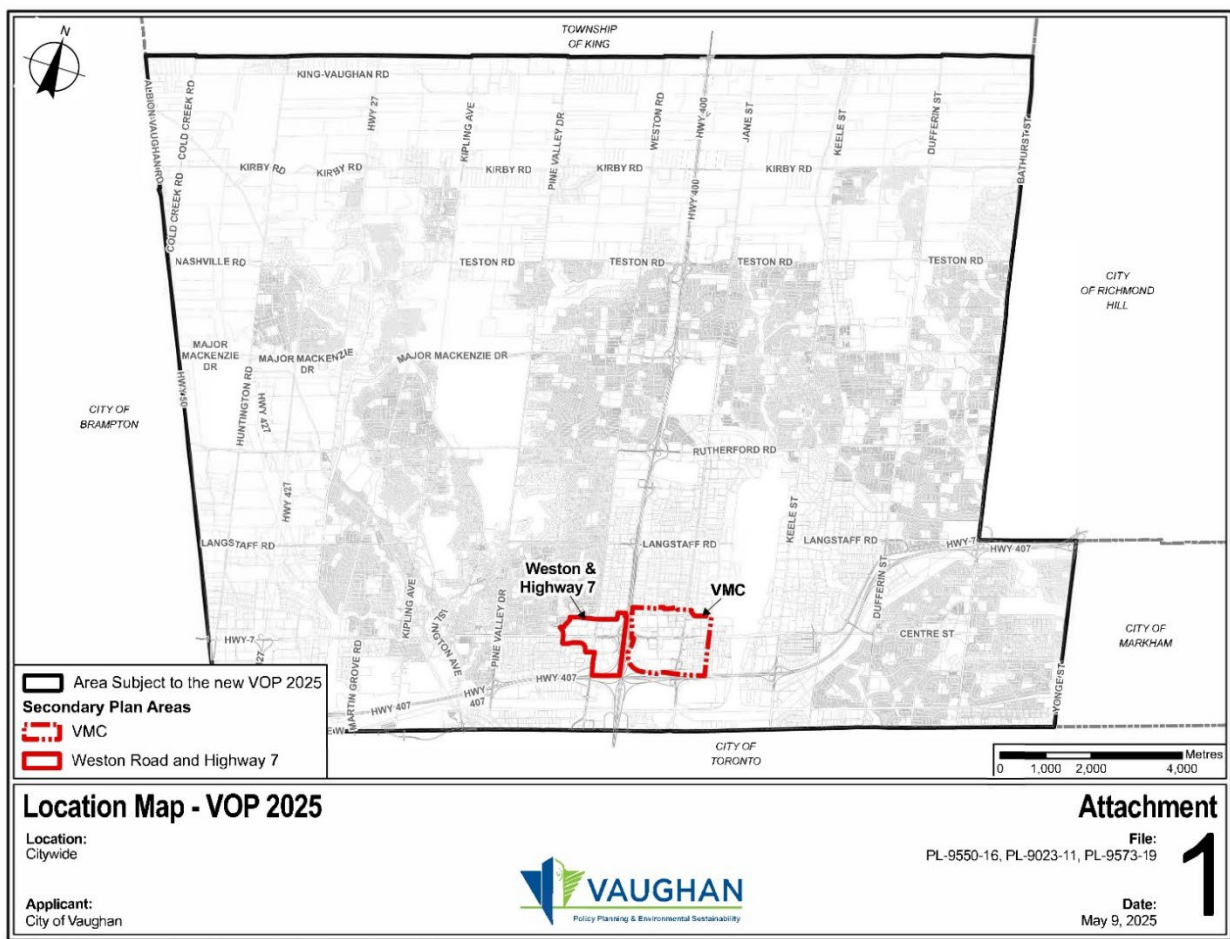 TOWNSHIP
OF KING
N
KING-VAUGHAN RD
ALBION-VAUGHAN RD
COLD CREEK RD
HWY 27
KIPLING AVE
PINE VALLEY DR
WESTON RD
HWY 400
JANE ST
KEELE ST
DUFFERIN ST
BATHURST ST
KIRBY RD
KIRBY RD
KIRBY RD
KIRBY RD
KIRBY RD
COLD CREEK RD
HWY 400
NASHVILLE RD
TESTON RD
TESTON RD
TESTON RD
TESTON RD
CITY
OF RICHMOND
HILL
MAJOR
MACKENZIE
DR
MAJOR MACKENZIE
DR
MAJOR MACKENZIE DR
HWY 50
HUNTINGTON RD
HWY 427
CITY OF
BRAMPTON
RUTHERFORD RD
HWY 427
KEELE ST
LANGSTAFF RD
LANGSTAFF RD
LANGSTAFF RD
HWY-7
HWY 407
Weston &
Highway 7
VMC
KIPLING AVE
ISLINGTON AVE
PINE VALLEY DR
DUFFERIN ST
CENTRE ST
CITY OF
MARKHAM
HWY-7
427
MARTIN GROVE RD
HWY 407
HWY
407
HWY 407
YONGE ST
EW
CITY OF
TORONTO
Area Subject to the new VOP 2025
Secondary Plan Areas
VMC
Weston Road and Highway 7
Metres
0 1,000 2,000 4,000
Location Map - VOP 2025
Location:
Citywide
Applicant:
City of Vaughan
VAUGHAN
Policy Planning & Environmental Sustainability
Attachment
1
File:
PL-9550-16, PL-9023-11, PL-9573-19
Date:
May 9, 2025